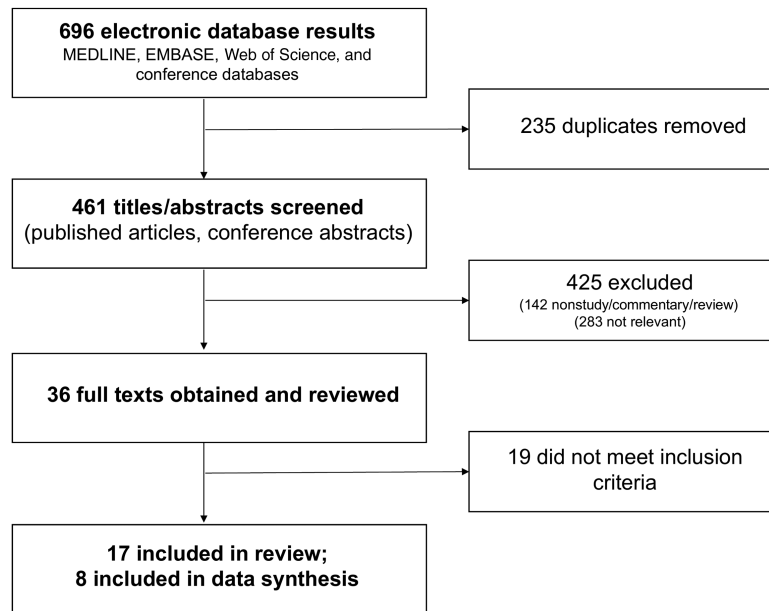 696 electronic database results
MEDLINE, EMBASE, Web of Science, and
conference databases
235 duplicates removed
461 titles/abstracts screened
(published articles, conference abstracts)
425 excluded
(142 nonstudy/commentary/review)
(283 not relevant)
36 full texts obtained and reviewed
19 did not meet inclusion
criteria
17 included in review;
8 included in data synthesis